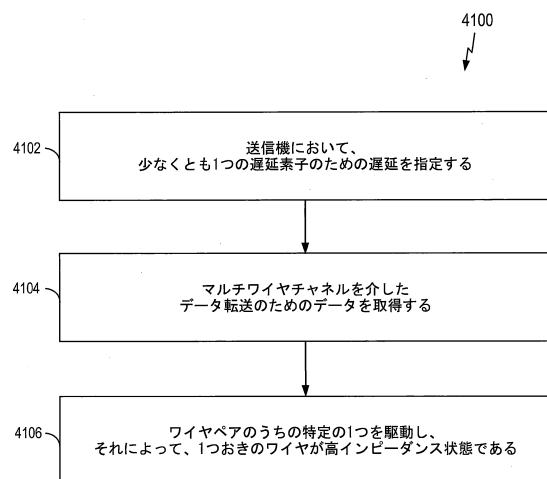 4100
4102
送信機において、
少なくとも1つの遅延素子のための遅延を指定する
4104
マルチワイヤチャネルを介した
データ転送のためのデータを取得する
4106
ワイヤペアのうちの特定の1つを駆動し、
それによって、1つおきのワイヤが高インピーダンス状態である